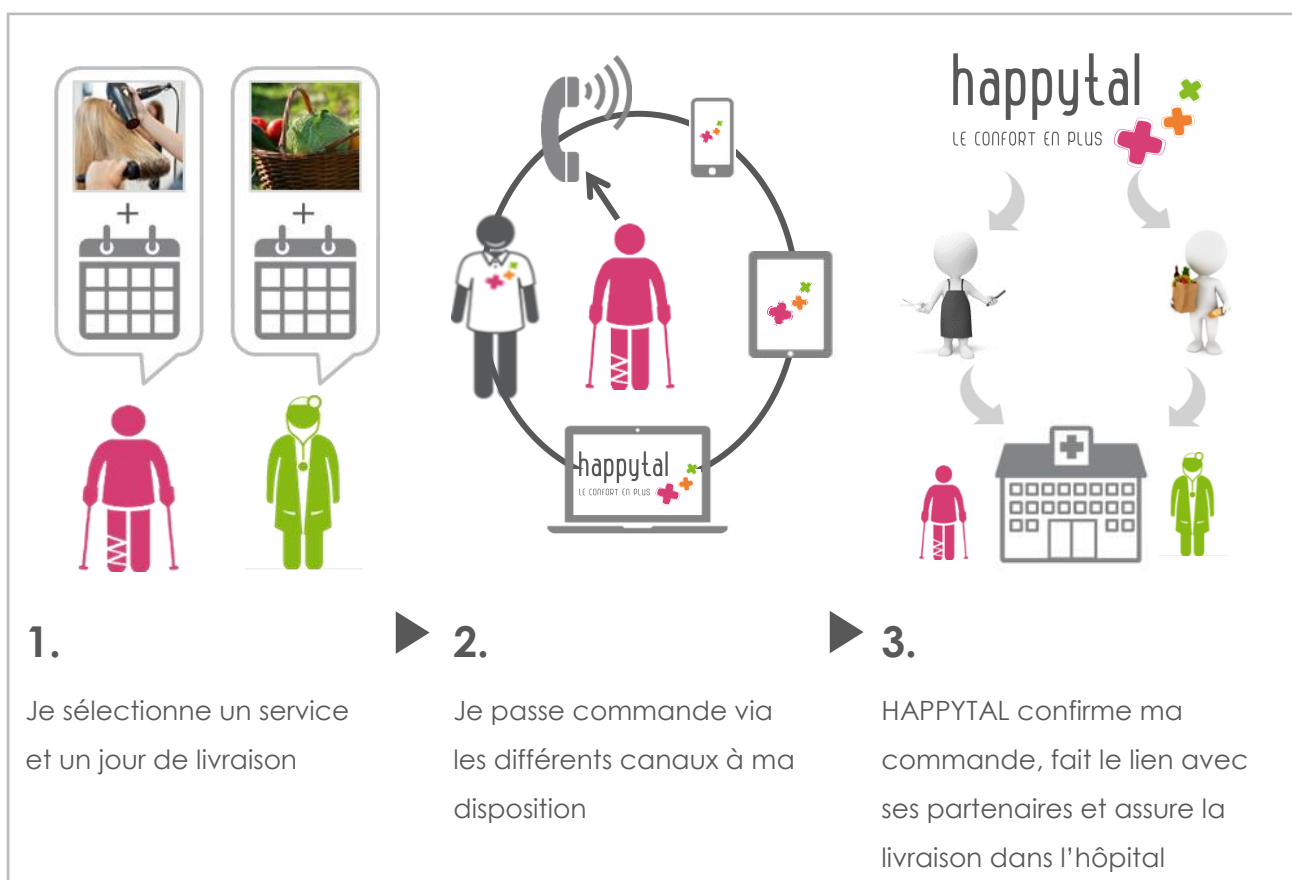 happytal
LE CONFORT EN PLUS
happytal
LE CONFORT EN PLUS
1.
Je sélectionne un service
et un jour de livraison
2.
Je passe commande via
les différents canaux à ma
disposition
3.
HAPPYTAL confirme ma
commande, fait le lien avec
ses partenaires et assure la
livraison dans l’hôpital